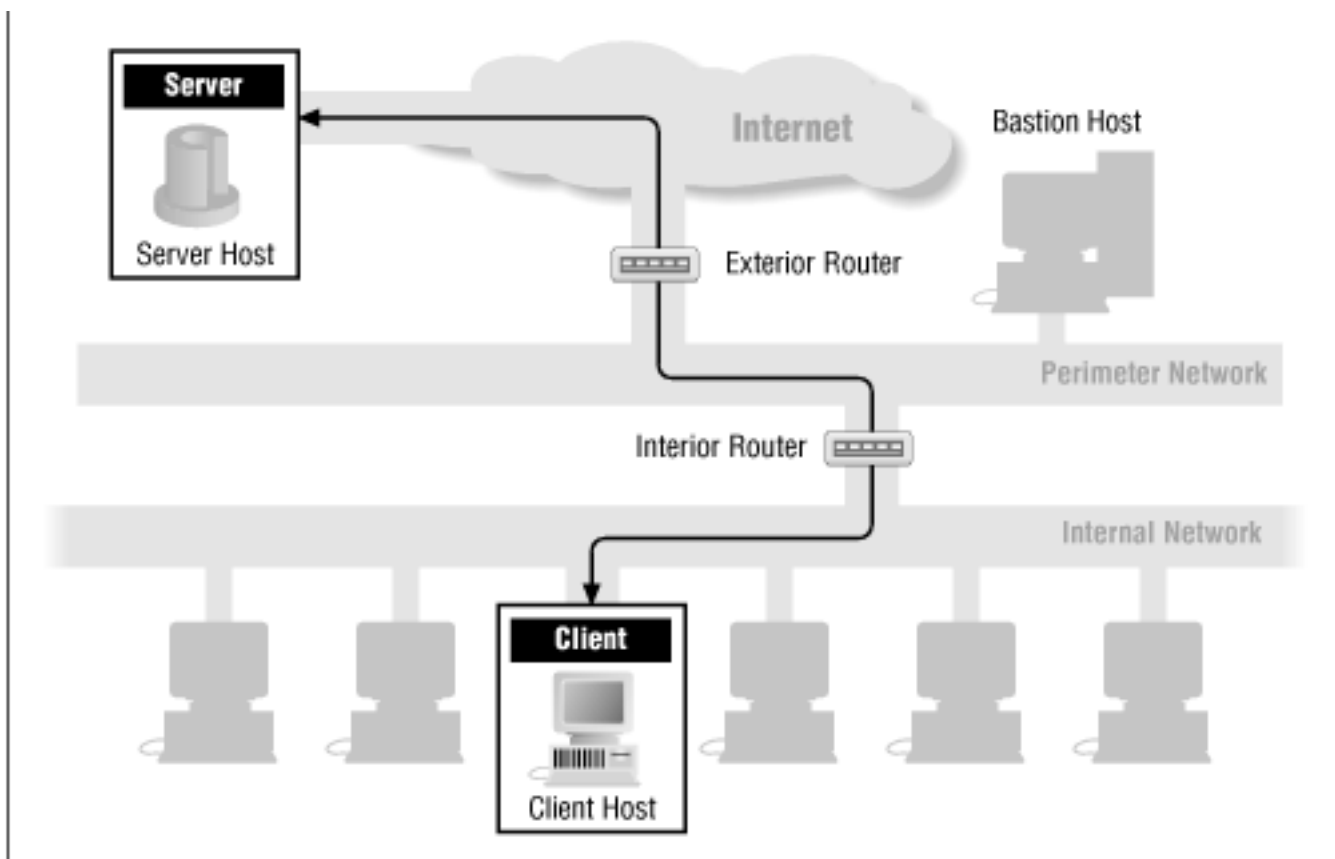 Server
Server Host
Internet
Bastion Host
Exterior Router
Perimeter Network
Interior Router
Internal Network
Client
Client Host